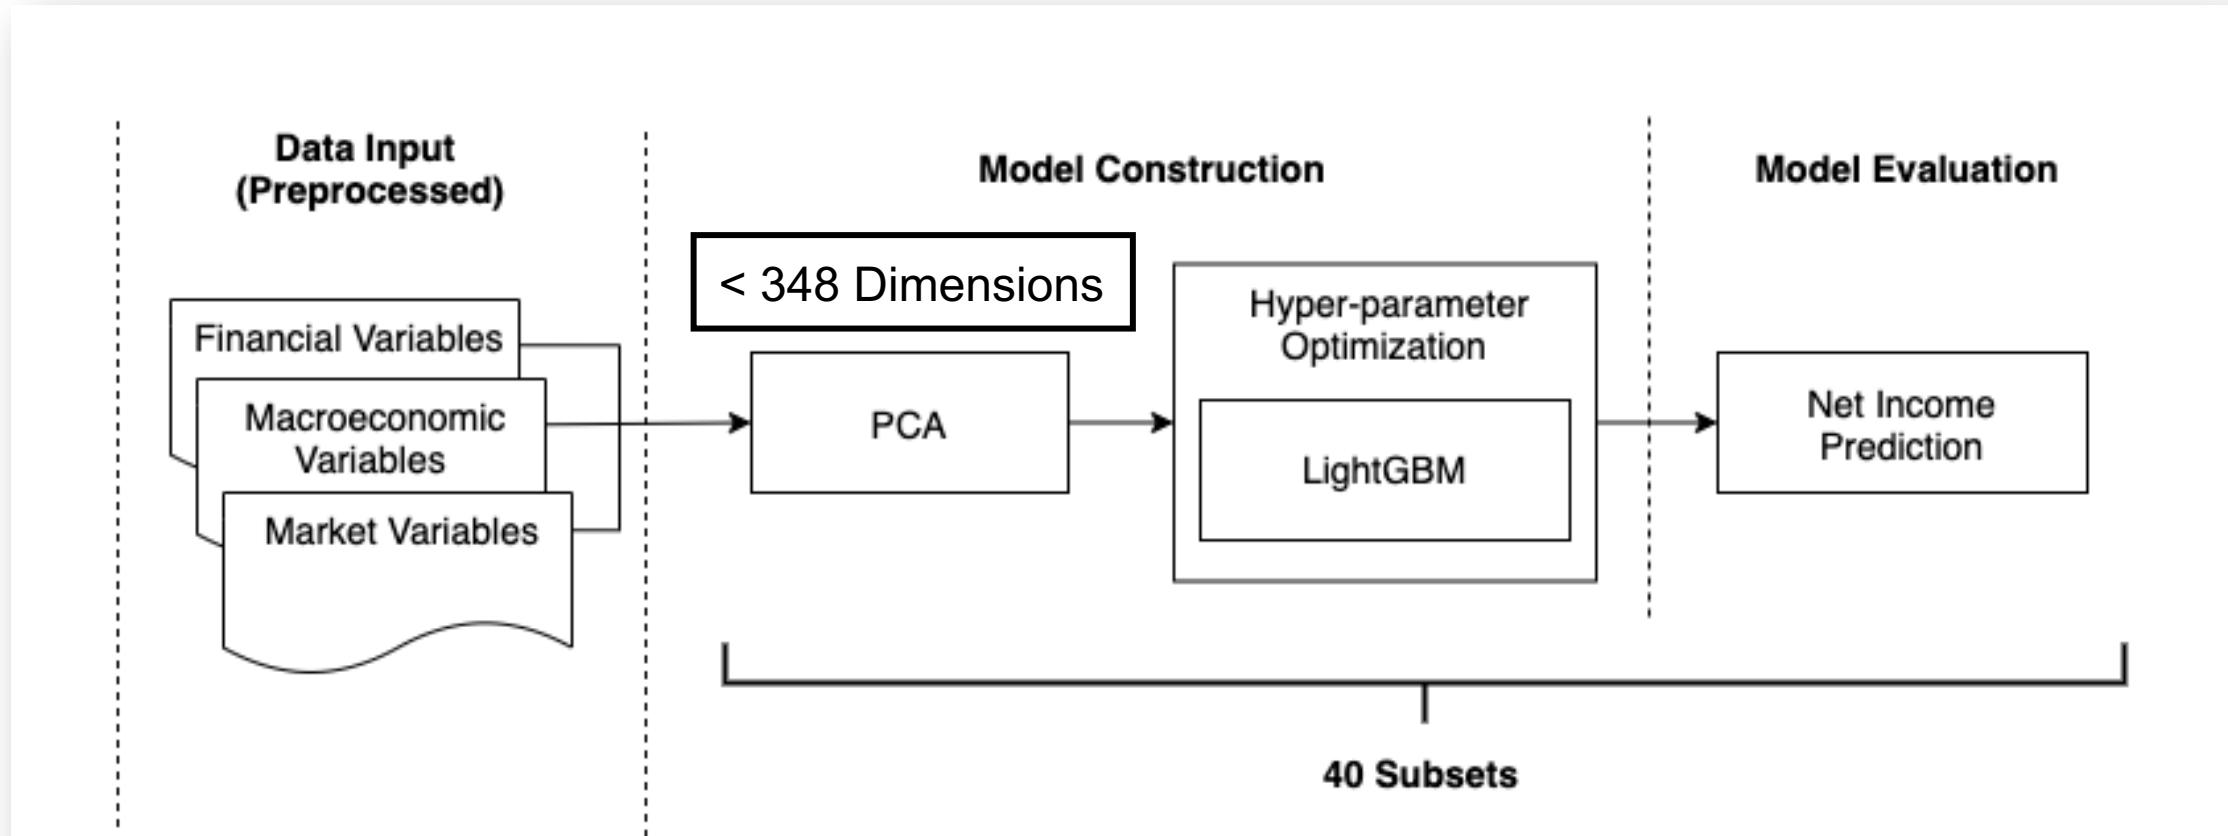 Data Input
(Preprocessed)
Model Construction
Model Evaluation
< 348 Dimensions
Financial Variables
Macroeconomic
Variables
Market Variables
PCA
Hyper-parameter
Optimization
LightGBM
Net Income
Prediction
40 Subsets